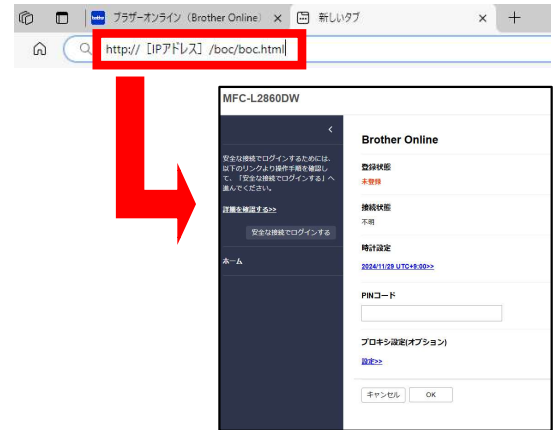 brother ブラザーオンライン（Brother Online）
新しいタブ
http://［IPアドレス］/boc/boc.html
MFC-L2860DW
安全な接続でログインするためには、
以下のリンクより操作手順を確認し
て、「安全な接続でログインする」へ
進んでください。
詳細を確認する>>
安全な接続でログインする
ホーム
Brother Online
登録状態
未登録
接続状態
不明
時計設定
2024/11/29 UTC+9:00>>
PINコード
プロキシ設定(オプション)
設定>>
キャンセル OK